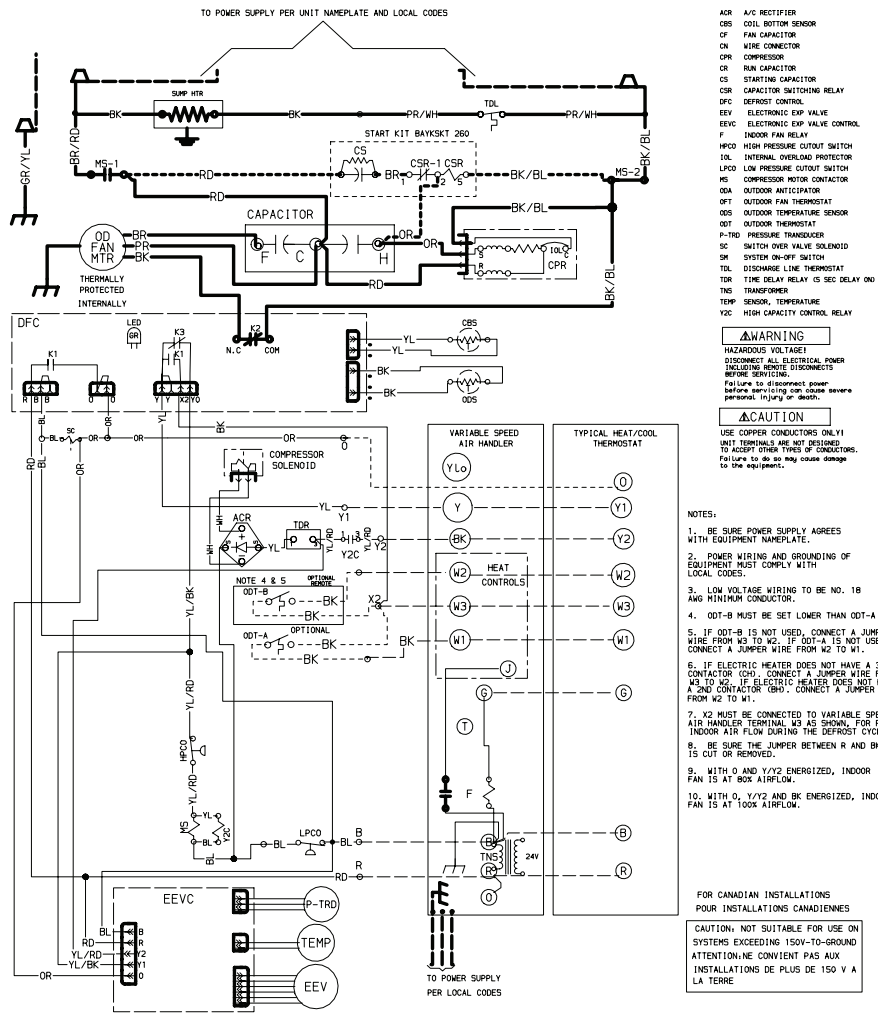 TO POWER SUPPLY PER UNIT NAMEPLATE AND LOCAL CODES
SUMP HTR
BK
BK
PR/WH
TDL
PR/WH
GR/YL
BR/RD
BK/BL
START KIT BAYKSKT 260
CS
MS-1
RD
BR
1
CSR-1
CSR
2
5
BK/BL
MS-2
RD
BK/BL
OR
CAPACITOR
OD
FAN
MTR
BR
PR
BK
F
C
H
OR
OR
S
R
IOL
C
CPR
RD
BK/BL
THERMALLY
PROTECTED
INTERNALLY
DFC
LED
GR
K3
K1
K1
K2
N.C
COM
YL
YL
CBS
BK
BK
ODS
R
B
B
O
O
Y
Y
X2
YO
BL
BL
SC
OR
OR
OR
OR
O
RD
BL
OR
YL
BK
COMPRESSOR
SOLENOID
YL
Y1
WH
WH
ACR
YL
TDR
YL/RD
1
3
Y2C
YL/RD
Y2
NOTE 4 & 5
OPTIONAL
REMOTE
ODT-B
BK
X2
ODT-A
OPTIONAL
BK
BK
YL/BK
YL/RD
HPCO
YL/RD
YL
MS
Y2C
BL
BL
BL
LPCO
BL
B
R
RD
VARIABLE SPEED
AIR HANDLER
YLo
Y
BK
W2
HEAT
CONTROLS
W3
W1
J
G
T
F
B
TNS
R
O
24V
TO POWER SUPPLY
PER LOCAL CODES
TYPICAL HEAT/COOL
THERMOSTAT
O
Y1
Y2
W2
W3
W1
G
B
R
EEVC
BL
RD
YL/RD
YL/BK
OR
B
R
Y2
Y1
O
P-TRD
TEMP
EEV
ACR A/C RECTIFIER
CBS COIL BOTTOM SENSOR
CF FAN CAPACITOR
CN WIRE CONNECTOR
CPR COMPRESSOR
CR RUN CAPACITOR
CS STARTING CAPACITOR
CSR CAPACITOR SWITCHING RELAY
DFC DEFROST CONTROL
EEV ELECTRONIC EXP VALVE
EEVC ELECTRONIC EXP VALVE CONTROL
F INDOOR FAN RELAY
HPCO HIGH PRESSURE CUTOUT SWITCH
IOL INTERNAL OVERLOAD PROTECTOR
LPCO LOW PRESSURE CUTOUT SWITCH
MS COMPRESSOR MOTOR CONTACTOR
ODA OUTDOOR ANTICIPATOR
OFT OUTDOOR FAN THERMOSTAT
ODS OUTDOOR TEMPERATURE SENSOR
ODT OUTDOOR THERMOSTAT
P-TRD PRESSURE TRANSDUCER
SC SWITCH OVER VALVE SOLENOID
SM SYSTEM ON-OFF SWITCH
TDL DISCHARGE LINE THERMOSTAT
TDR TIME DELAY RELAY (5 SEC DELAY ON)
TNS TRANSFORMER
TEMP SENSOR, TEMPERATURE
Y2C HIGH CAPACITY CONTROL RELAY
⚠WARNING
HAZARDOUS VOLTAGE!
DISCONNECT ALL ELECTRICAL POWER
INCLUDING REMOTE DISCONNECTS
BEFORE SERVICING.
Failure to disconnect power
before servicing can cause severe
personal injury or death.
⚠CAUTION
USE COPPER CONDUCTORS ONLY!
UNIT TERMINALS ARE NOT DESIGNED
TO ACCEPT OTHER TYPES OF CONDUCTORS.
Failure to do so may cause damage
to the equipment.
NOTES:
1. BE SURE POWER SUPPLY AGREES
WITH EQUIPMENT NAMEPLATE.
2. POWER WIRING AND GROUNDING OF
EQUIPMENT MUST COMPLY WITH
LOCAL CODES.
3. LOW VOLTAGE WIRING TO BE NO. 18
AWG MINIMUM CONDUCTOR.
4. ODT-B MUST BE SET LOWER THAN ODT-A
5. IF ODT-B IS NOT USED, CONNECT A JUMP
WIRE FROM W3 TO W2. IF ODT-A IS NOT USE
CONNECT A JUMPER WIRE FROM W2 TO W1.
6. IF ELECTRIC HEATER DOES NOT HAVE A 3
CONTACTOR (CH). CONNECT A JUMPER WIRE F
W3 TO W2. IF ELECTRIC HEATER DOES NOT
A 2ND CONTACTOR (BH). CONNECT A JUMPER
FROM W2 TO W1.
7. X2 MUST BE CONNECTED TO VARIABLE SPE
AIR HANDLER TERMINAL W3 AS SHOWN, FOR
INDOOR AIR FLOW DURING THE DEFROST CYC
8. BE SURE THE JUMPER BETWEEN R AND BK
IS CUT OR REMOVED.
9. WITH O AND Y/Y2 ENERGIZED, INDOOR
FAN IS AT 80% AIRFLOW.
10. WITH O, Y/Y2 AND BK ENERGIZED, INDO
FAN IS AT 100% AIRFLOW.
FOR CANADIAN INSTALLATIONS
POUR INSTALLATIONS CANADIENNES
CAUTION: NOT SUITABLE FOR USE ON
SYSTEMS EXCEEDING 150V-TO-GROUND
ATTENTION:NE CONVIENT PAS AUX
INSTALLATIONS DE PLUS DE 150 V A
LA TERRE